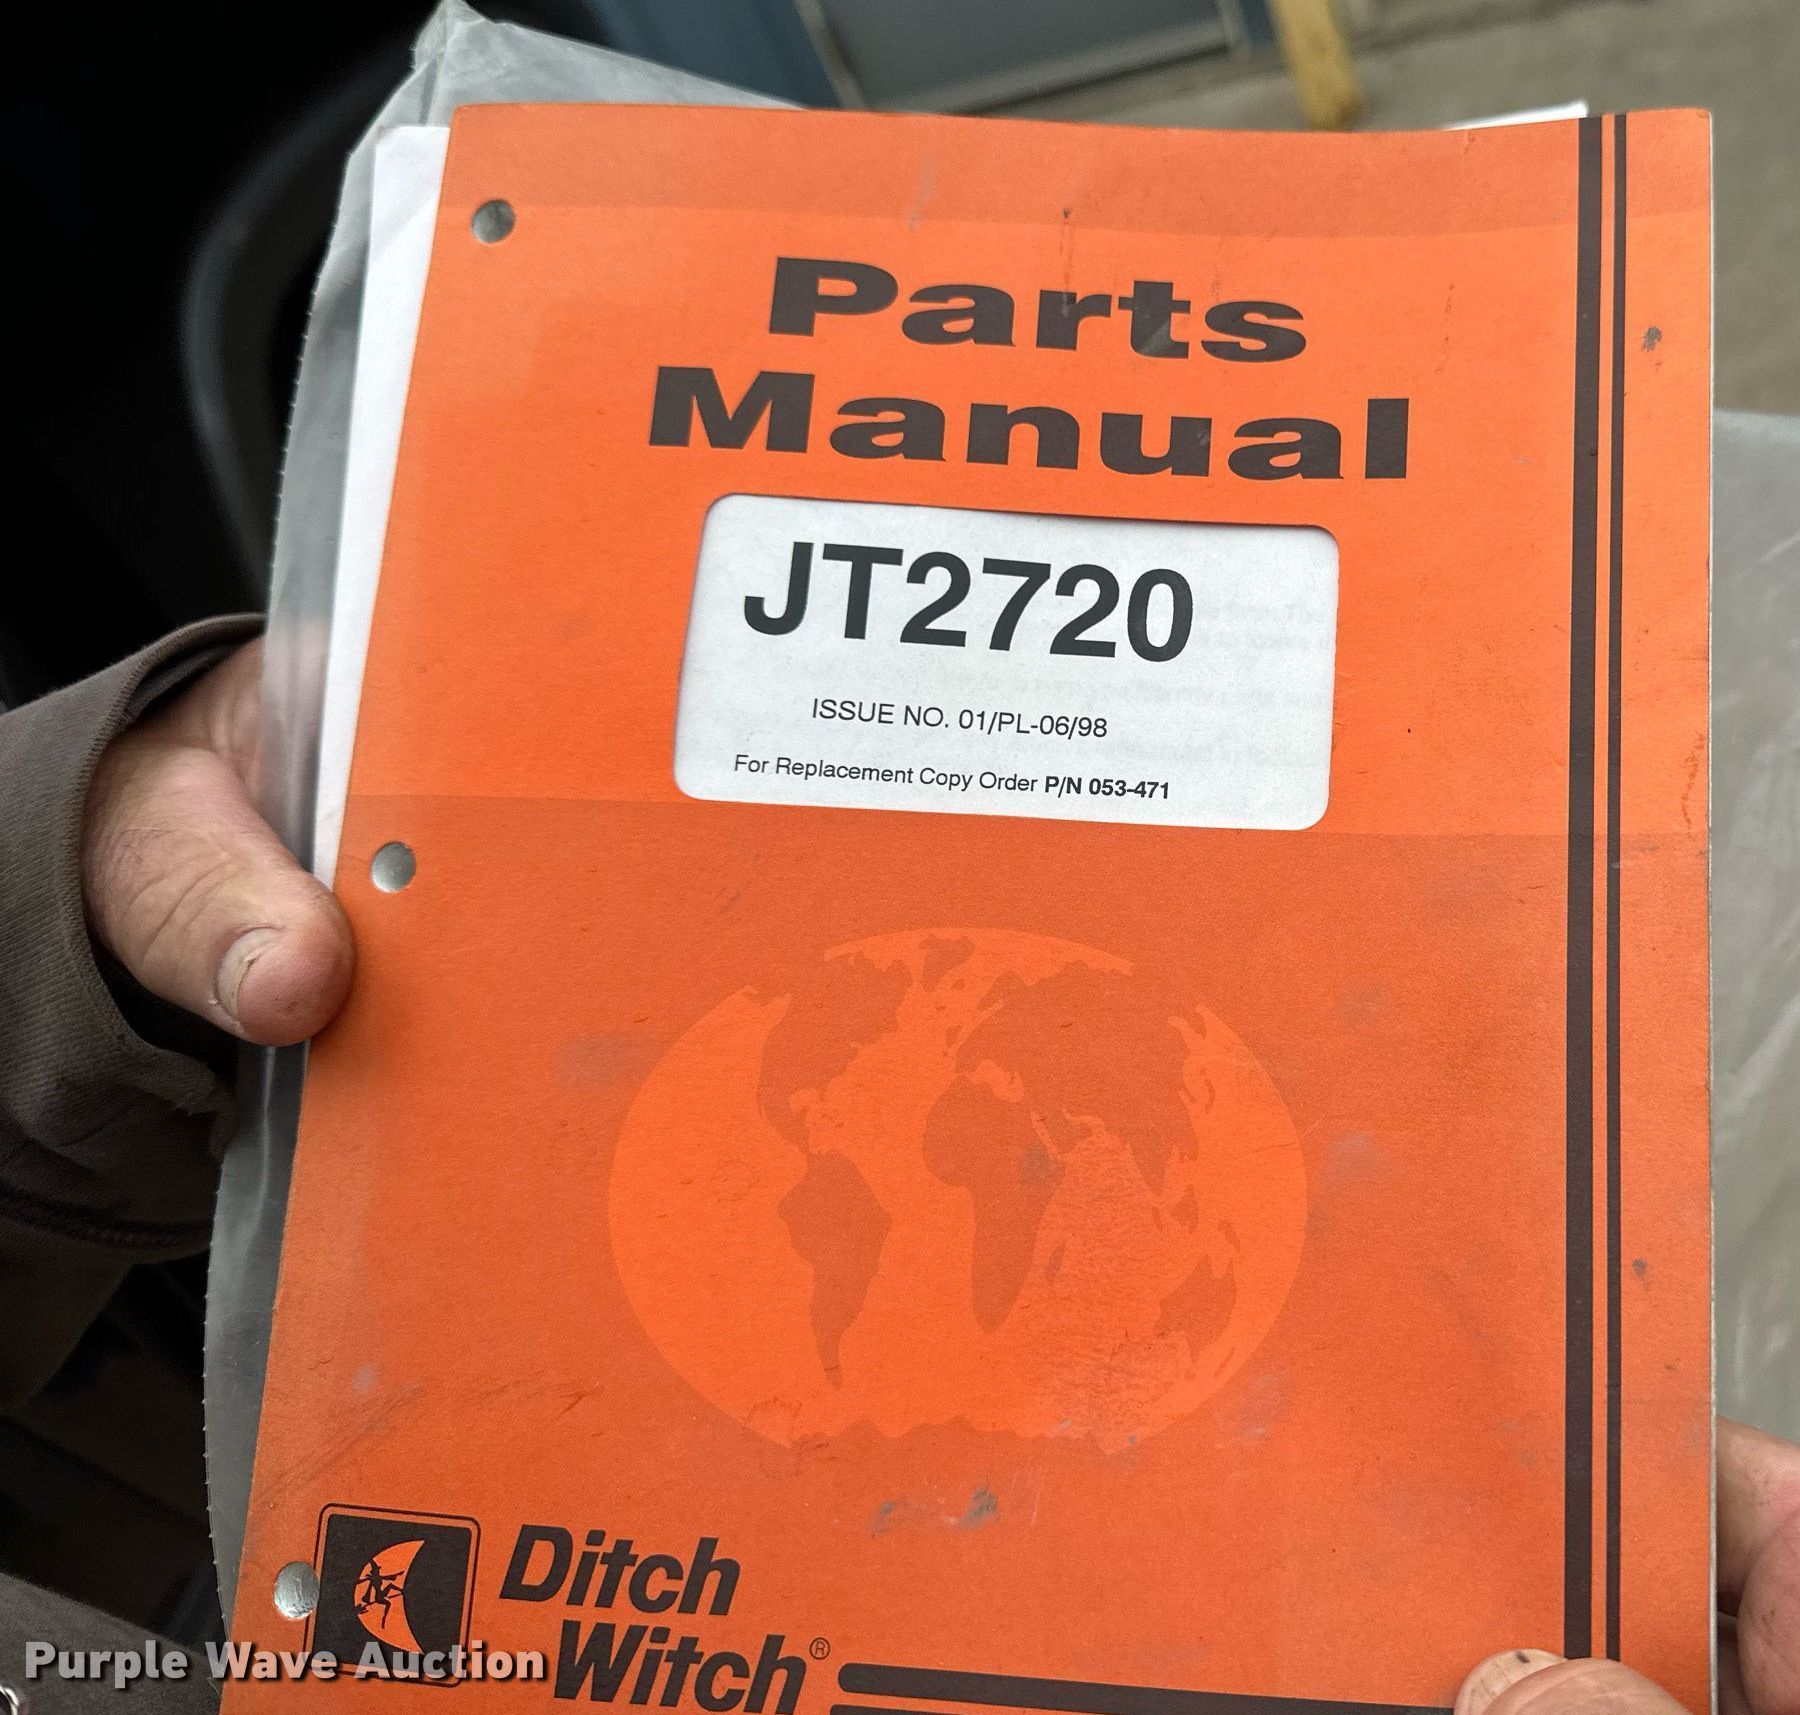 Parts
Manual
JT2720
ISSUE NO. 01/PL-06/98
For Replacement Copy Order P/N 053-471
Ditch
Witch®
Purple Wave Auction